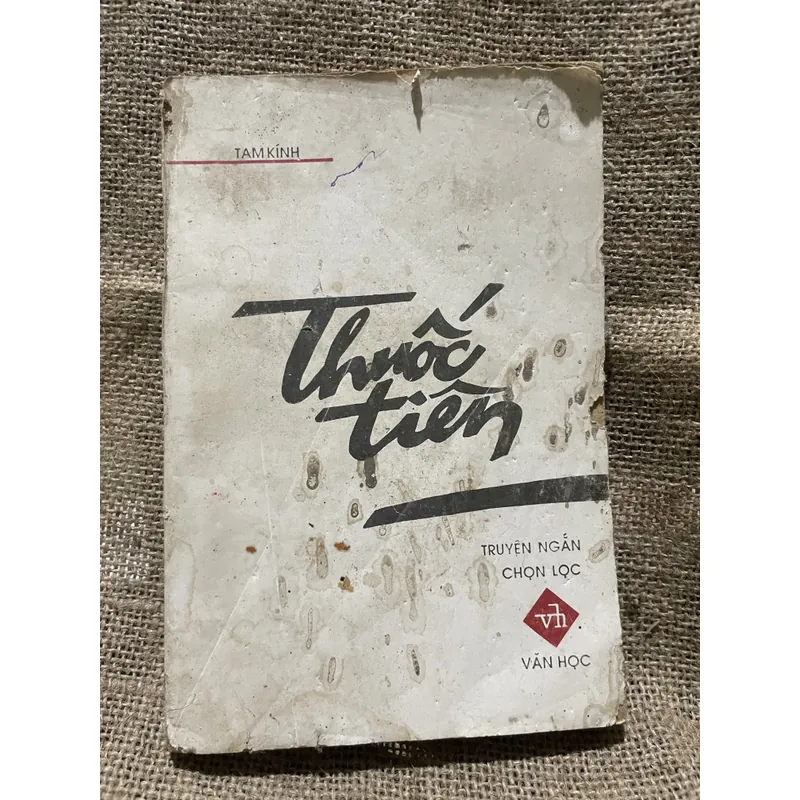 TAM KÍNH
Thuốc
tiên
TRUYỆN NGẮN
CHỌN LỌC
vh
VĂN HỌC